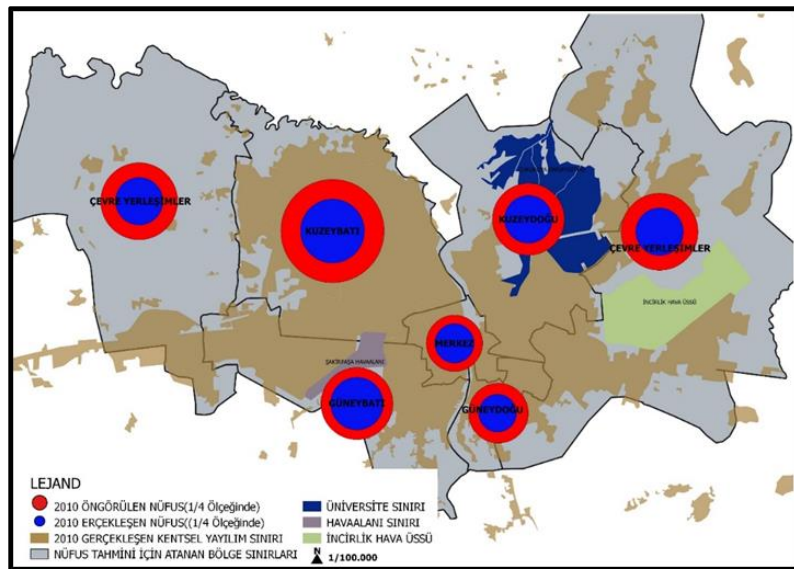 ÇEVRE YERLEŞİMLER
KUZEYBATI
KUZEYDOĞU
ÇEVRE YERLEŞİMLER
İNCİRLİK HAVA ÜSSÜ
MERKEZ
ŞAKİRPAŞA HAVAALANI
GÜNEYBATI
GÜNEYDOĞU
LEJAND
2010 ÖNGÖRÜLEN NÜFUS(1/4 Ölçeğinde)
2010 ERÇEKLEŞEN NÜFUS((1/4 Ölçeğinde)
2010 GERÇEKLEŞEN KENTSEL YAYILIM SINIRI
NÜFUS TAHMİNİ İÇİN ATANAN BÖLGE SINIRLARI
ÜNİVERSİTE SINIRI
HAVAALANI SINIRI
İNCİRLİK HAVA ÜSSÜ
N
1/100.000